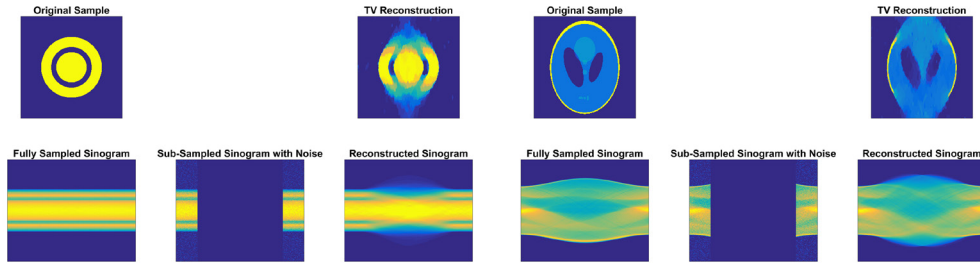 Original Sample
TV Reconstruction
Original Sample
TV Reconstruction
Fully Sampled Sinogram
Sub-Sampled Sinogram with Noise
Reconstructed Sinogram
Fully Sampled Sinogram
Sub-Sampled Sinogram with Noise
Reconstructed Sinogram